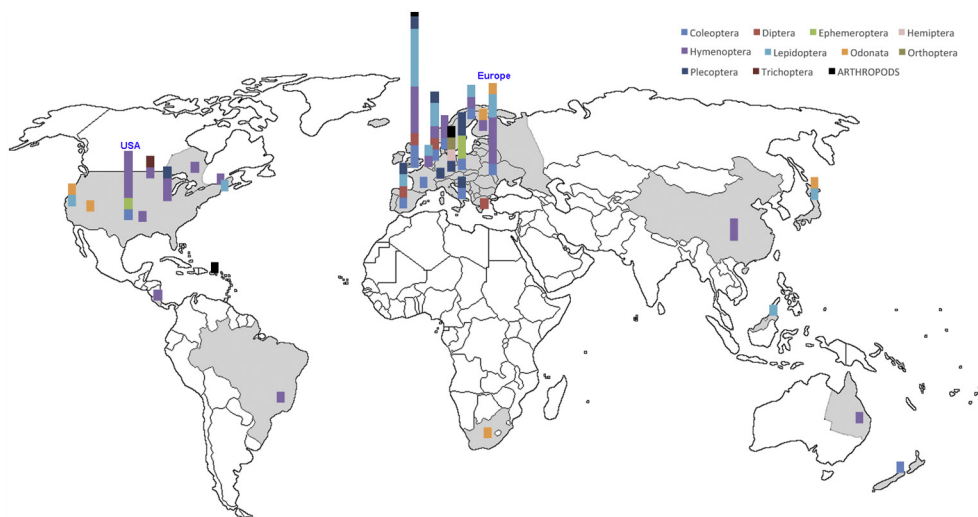 Coleoptera Diptera Ephemeroptera Hemiptera
Hymenoptera Lepidoptera Odonata Orthoptera
Plecoptera Trichoptera ARTHROPODS
Europe
USA